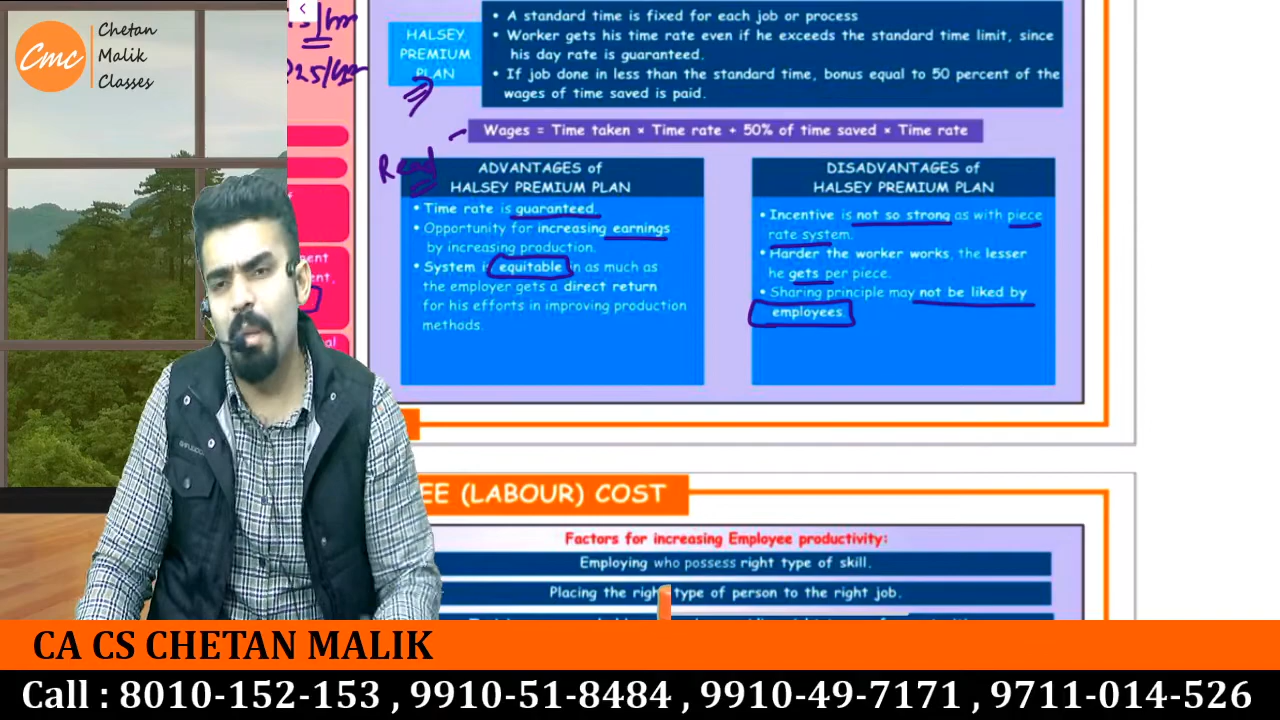 Chetan
Malik
Classes
Cmc
/hr
HALSEY
PREMIUM
PLAN
• A standard time is fixed for each job or process
• Worker gets his time rate even if he exceeds the standard time limit, since
his day rate is guaranteed.
• If job done in less than the standard time, bonus equal to 50 percent of the
wages of time saved is paid.
Wages = Time taken × Time rate + 50% of time saved × Time rate
Read
ADVANTAGES of
HALSEY PREMIUM PLAN
• Time rate is guaranteed.
• Opportunity for increasing earnings
by increasing production.
• System is equitable in as much as
the employer gets a direct return
for his efforts in improving production
methods.
DISADVANTAGES of
HALSEY PREMIUM PLAN
• Incentive is not so strong as with piece
rate system.
• Harder the worker works, the lesser
he gets per piece.
• Sharing principle may not be liked by
employees.
EE (LABOUR) COST
Factors for increasing Employee productivity:
Employing who possess right type of skill.
Placing the right type of person to the right job.
CA CS CHETAN MALIK
Call : 8010-152-153 , 9910-51-8484 , 9910-49-7171 , 9711-014-526